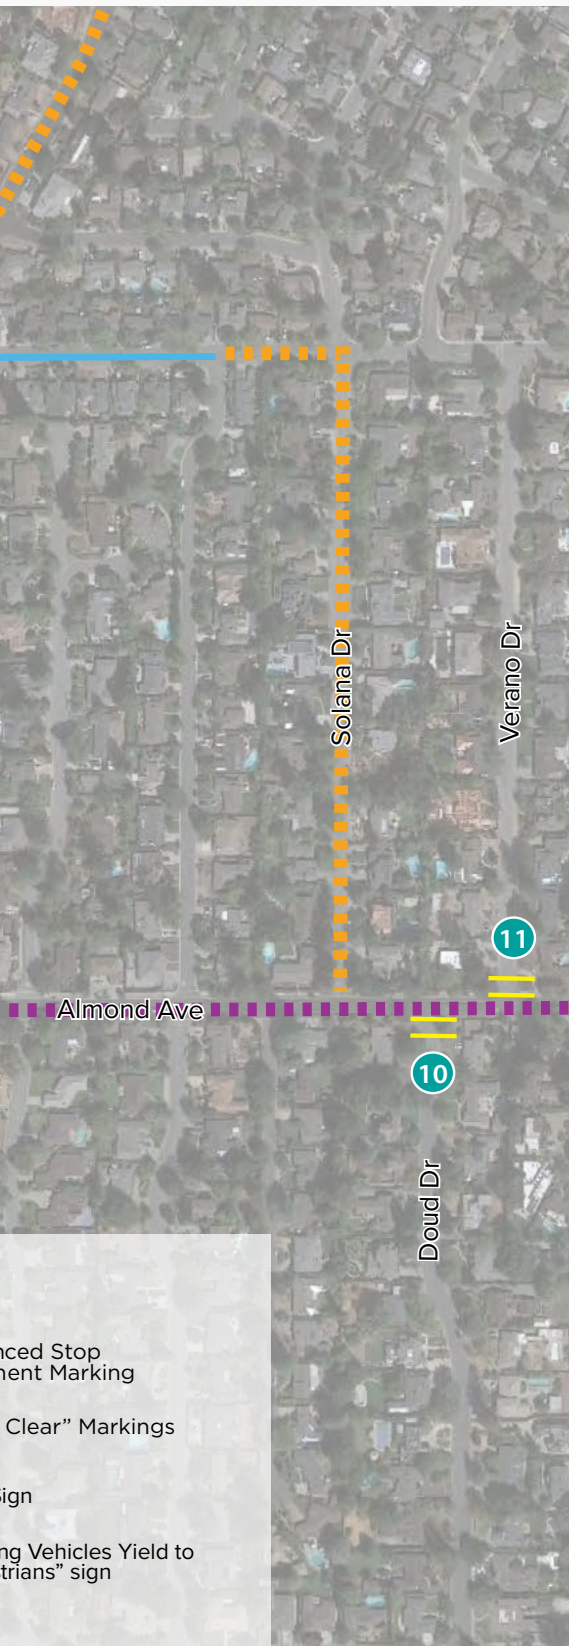 Solana Dr
Verano Dr
11
Almond Ave
10
Doud Dr
nced Stop
nent Marking
Clear” Markings
Sign
ng Vehicles Yield to
trians” sign